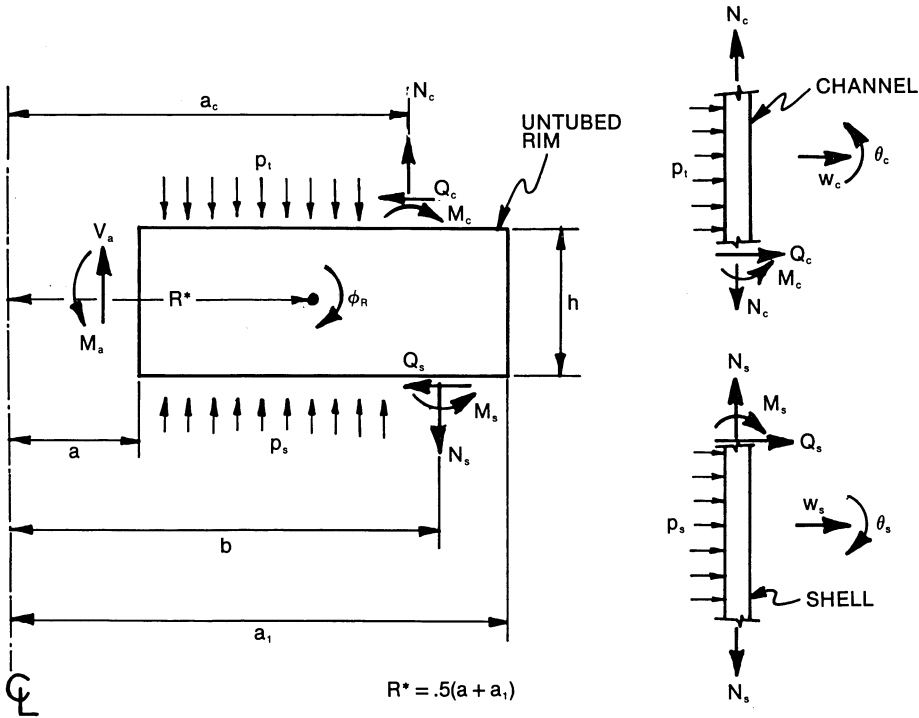 N_c
a_c
N_c
CHANNEL
UNTUBED
RIM
p_t
Q_c
M_c
p_t
w_c
θ_c
V_a
Q_c
M_c
N_c
R*
ϕ_R
h
M_a
Q_s
M_s
N_s
N_s
M_s
Q_s
a
p_s
b
p_s
w_s
θ_s
SHELL
a_1
N_s
R* = .5(a + a_1)
CL